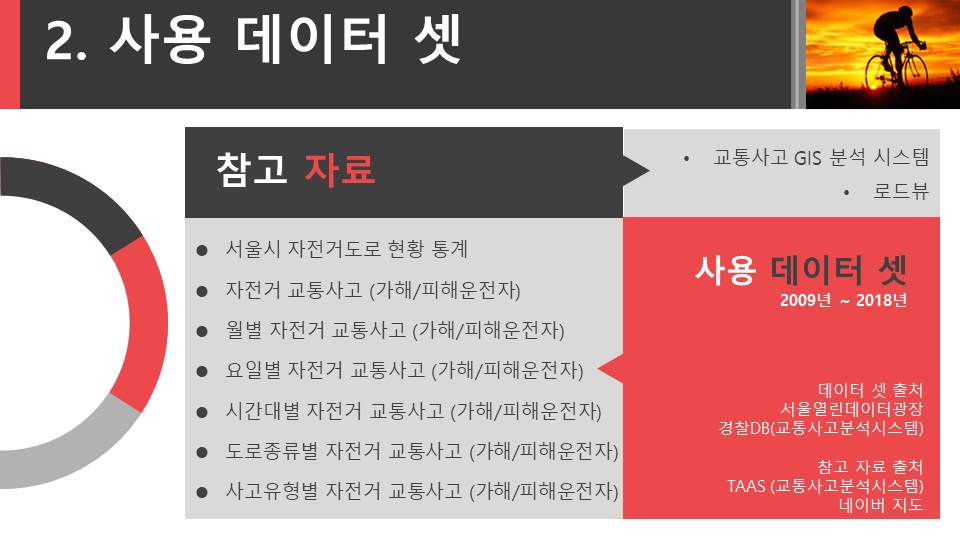 2. 사용 데이터 셋
참고 자료
• 교통사고 GIS 분석 시스템
• 로드뷰
● 서울시 자전거도로 현황 통계
● 자전거 교통사고 (가해/피해운전자)
● 월별 자전거 교통사고 (가해/피해운전자)
● 요일별 자전거 교통사고 (가해/피해운전자)
● 시간대별 자전거 교통사고 (가해/피해운전자)
● 도로종류별 자전거 교통사고 (가해/피해운전자)
● 사고유형별 자전거 교통사고 (가해/피해운전자)
사용 데이터 셋
2009년 ~ 2018년
데이터 셋 출처
서울열린데이터광장
경찰DB(교통사고분석시스템)
참고 자료 출처
TAAS (교통사고분석시스템)
네이버 지도